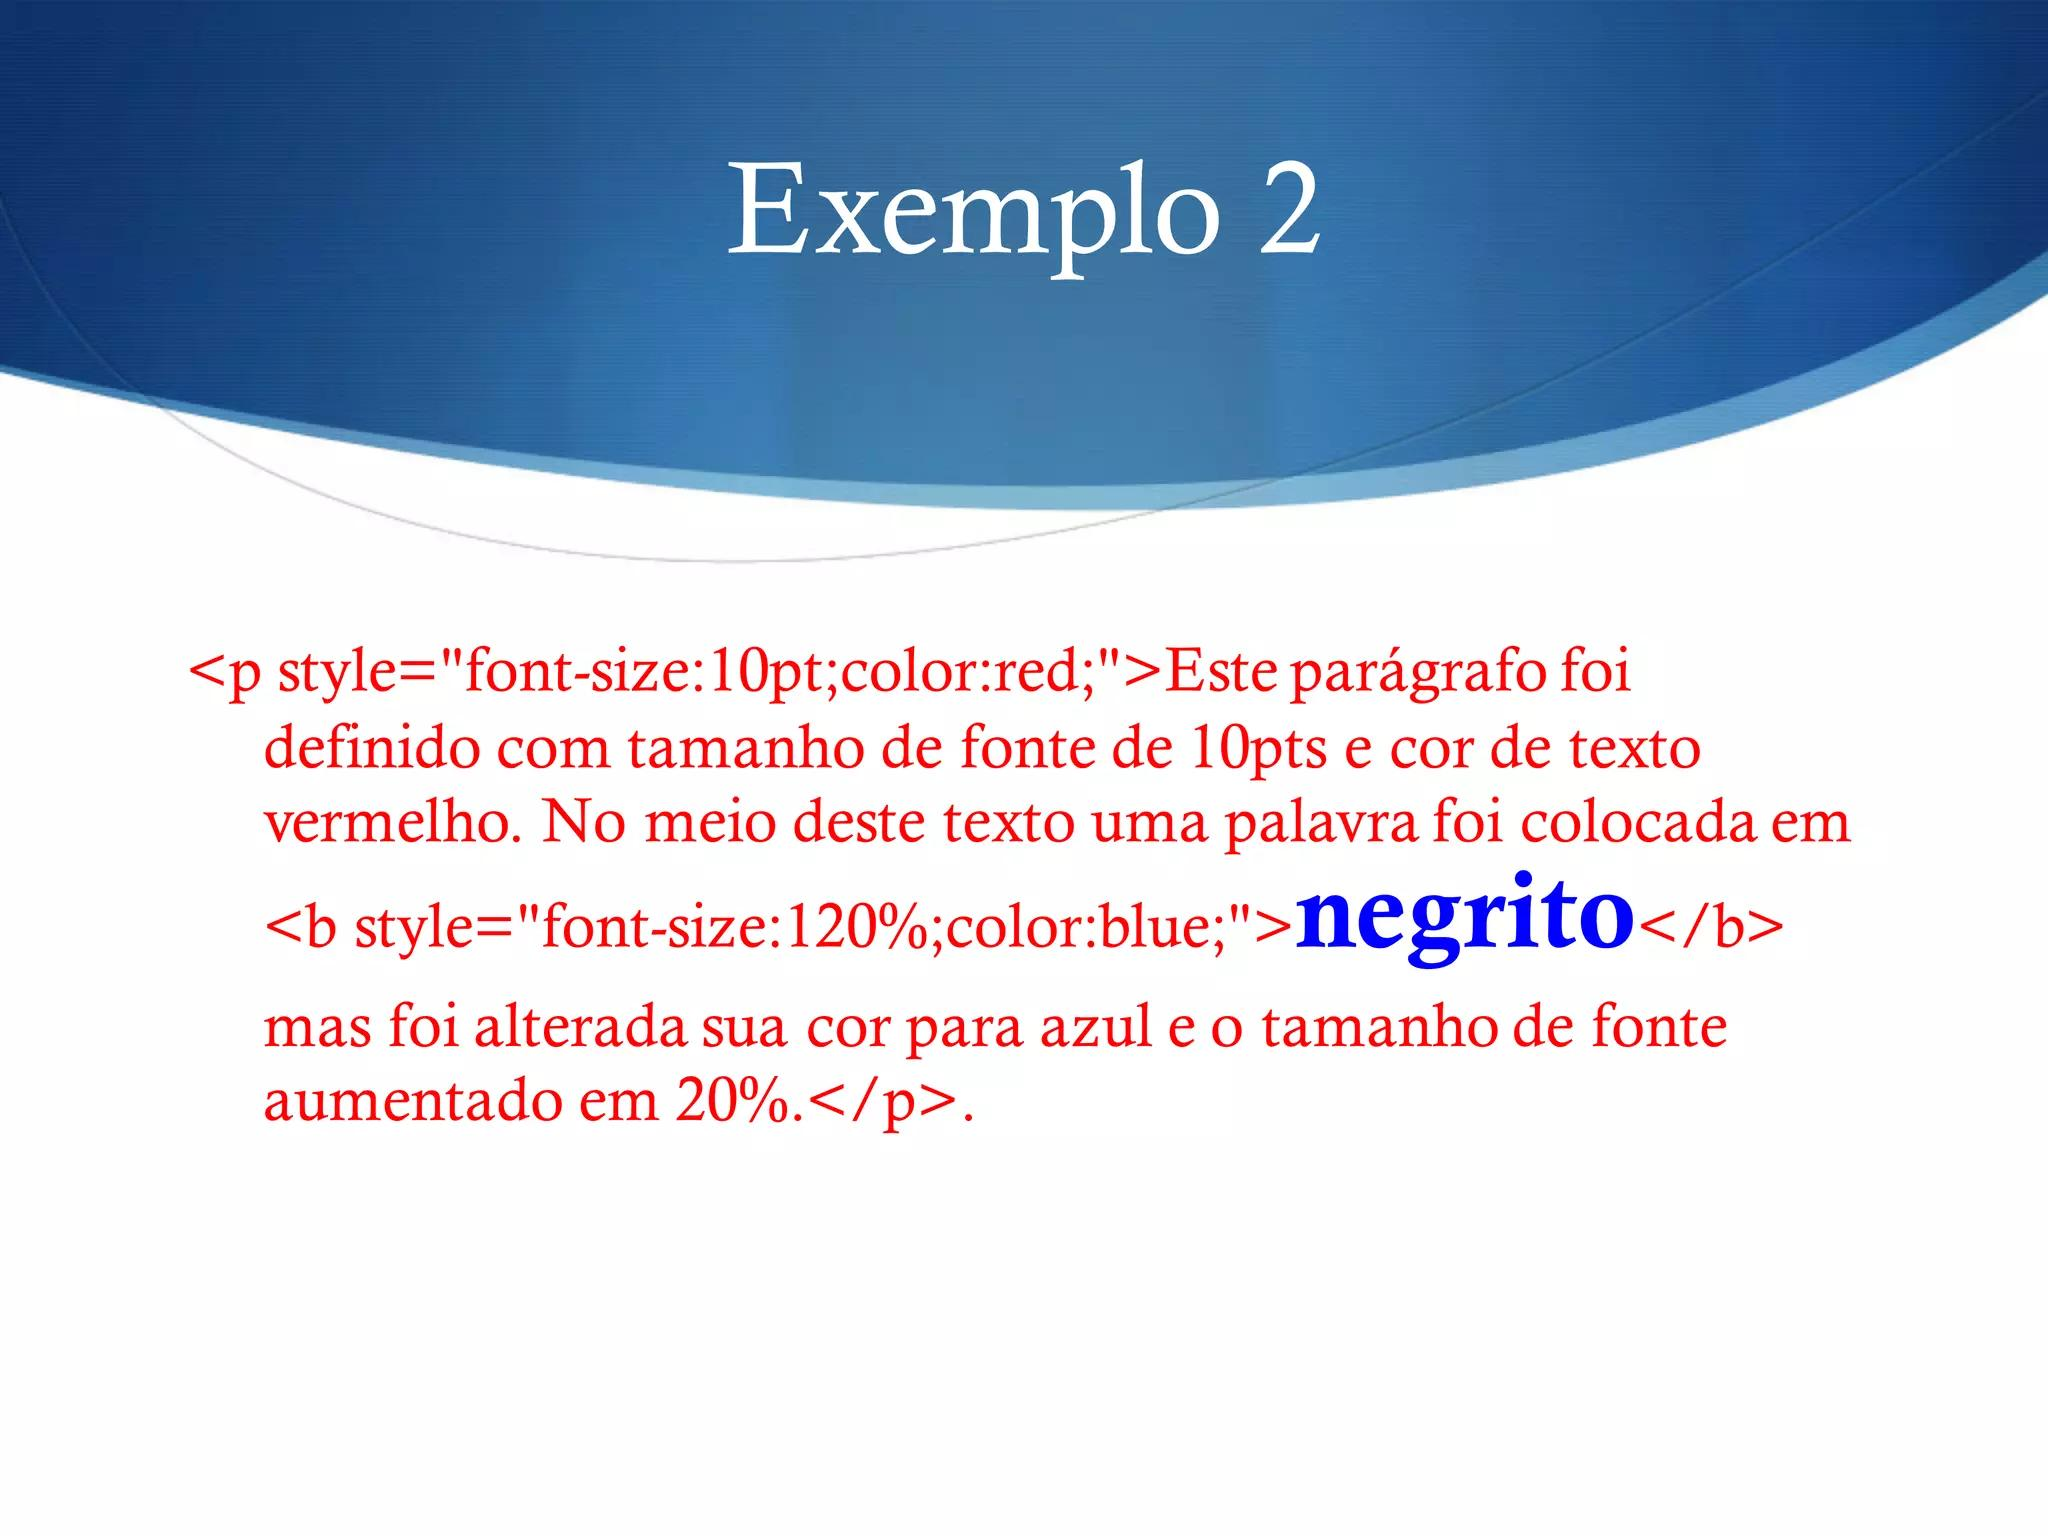 Exemplo 2
<p style="font-size:10pt;color:red;">Este parágrafo foi
definido com tamanho de fonte de 10pts e cor de texto
vermelho. No meio deste texto uma palavra foi colocada em
<b style="font-size:120%;color:blue;">negrito</b>
mas foi alterada sua cor para azul e o tamanho de fonte
aumentado em 20%.</p>.